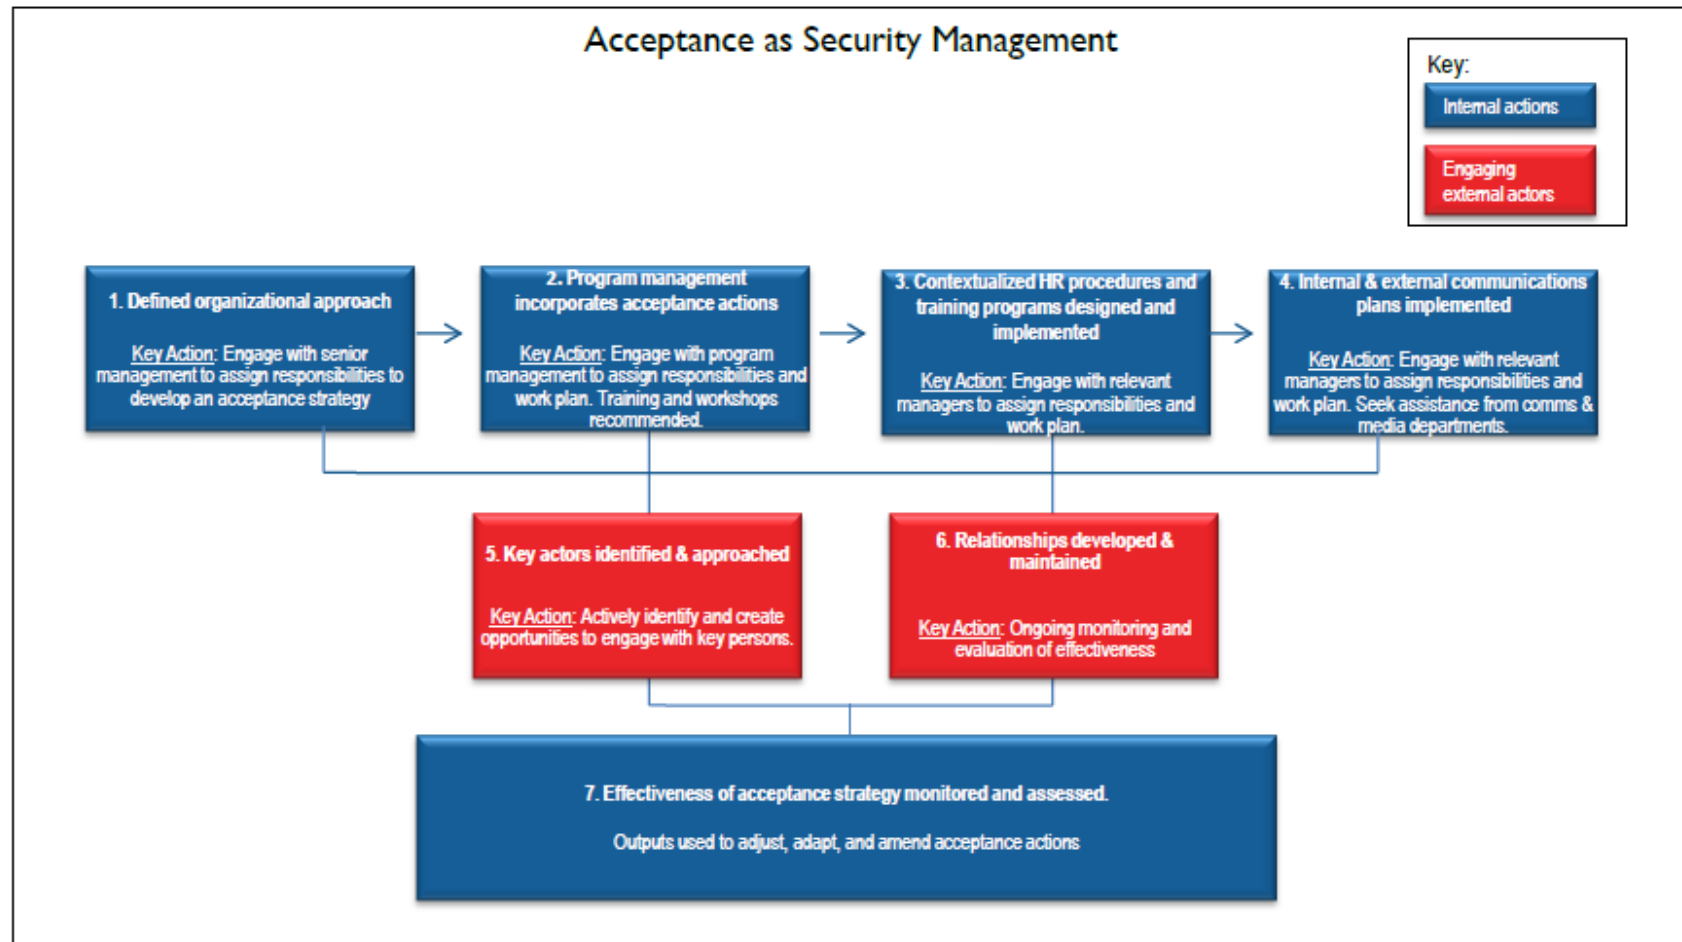 Acceptance as Security Management
Key:
Internal actions
Engaging
external actors
1. Defined organizational approach
Key Action: Engage with senior
management to assign responsibilities to
develop an acceptance strategy
2. Program management
incorporates acceptance actions
Key Action: Engage with program
management to assign responsibilities and
work plan. Training and workshops
recommended.
3. Contextualized HR procedures and
training programs designed and
implemented
Key Action: Engage with relevant
managers to assign responsibilities and
work plan.
4. Internal & external communications
plans implemented
Key Action: Engage with relevant
managers to assign responsibilities and
work plan. Seek assistance from comms &
media departments.
5. Key actors identified & approached
Key Action: Actively identify and create
opportunities to engage with key persons.
6. Relationships developed &
maintained
Key Action: Ongoing monitoring and
evaluation of effectiveness
7. Effectiveness of acceptance strategy monitored and assessed.
Outputs used to adjust, adapt, and amend acceptance actions